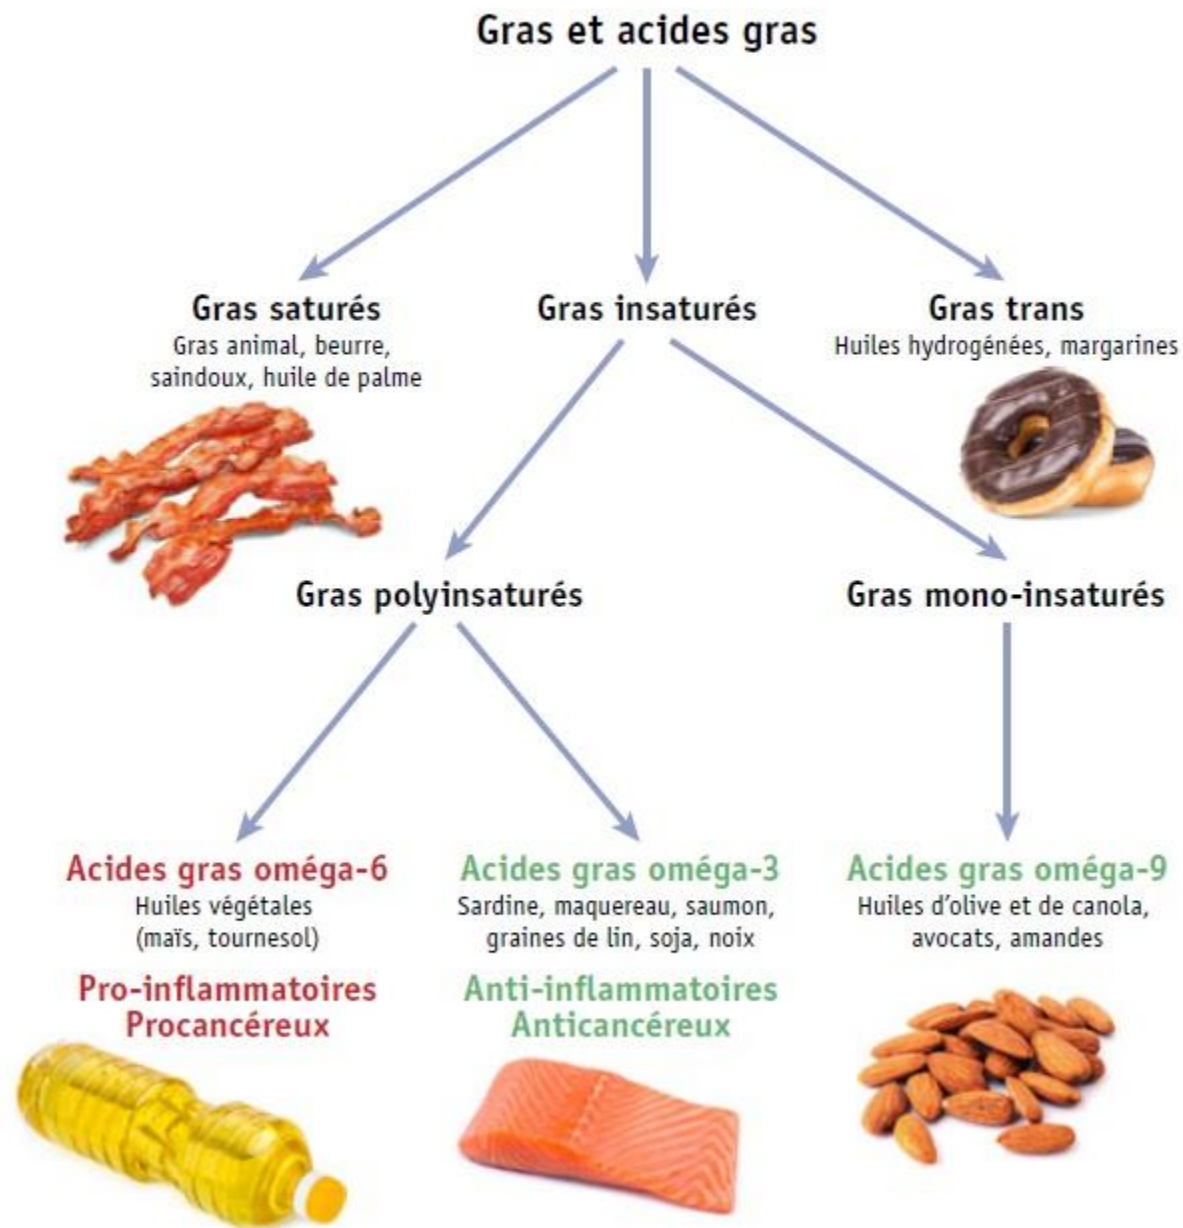 Gras et acides gras
Gras saturés
Gras animal, beurre,
saindoux, huile de palme
Gras insaturés
Gras trans
Huiles hydrogénées, margarines
Gras polyinsaturés
Gras mono-insaturés
Acides gras oméga-6
Huiles végétales
(maïs, tournesol)
Pro-inflammatoires
Procancéreux
Acides gras oméga-3
Sardine, maquereau, saumon,
graines de lin, soja, noix
Anti-inflammatoires
Anticancéreux
Acides gras oméga-9
Huiles d'olive et de canola,
avocats, amandes